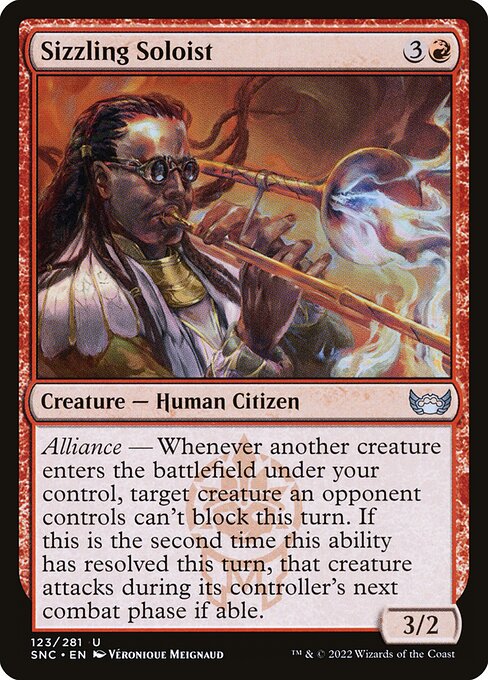 Sizzling Soloist 3
Creature — Human Citizen
Alliance — Whenever another creature
enters the battlefield under your
control, target creature an opponent
controls can't block this turn. If
this is the second time this ability
has resolved this turn, that creature
attacks during its controller's next
combat phase if able.
3/2
123/281 U
SNC • EN Véronique Meignaud
™ & © 2022 Wizards of the Coast